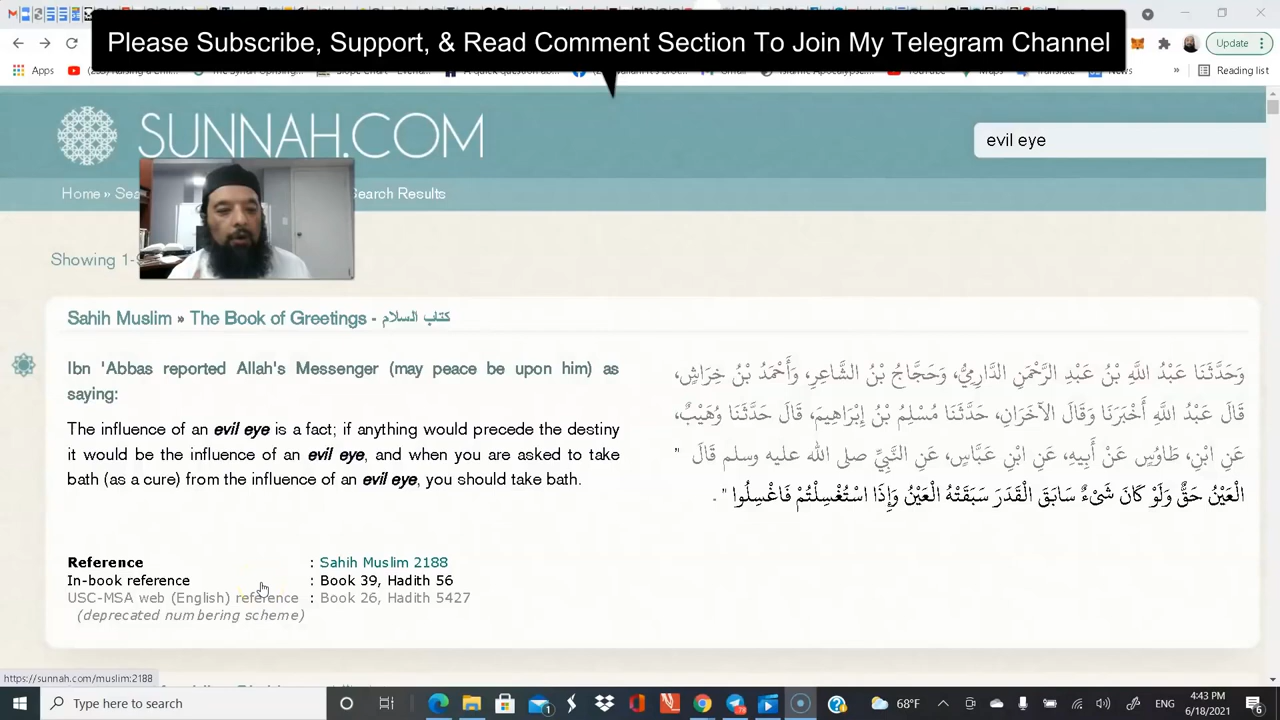 Please Subscribe, Support, & Read Comment Section To Join My Telegram Channel
Update
Apps
YouTube
Maps
News
»
Reading list
SUNNAH.COM
evil eye
Home » Sea
Search Results
Showing 1-
Sahih Muslim » The Book of Greetings - كتاب السلام
Ibn 'Abbas reported Allah's Messenger (may peace be upon him) as
saying:
The influence of an evil eye is a fact; if anything would precede the destiny
it would be the influence of an evil eye, and when you are asked to take
bath (as a cure) from the influence of an evil eye, you should take bath.
وَحَدَّثَنَا عَبْدُ اللَّهِ بْنُ عَبْدِ الرَّحْمَنِ الدَّارِمِيُّ، وَحَجَّاجُ بْنُ الشَّاعِرِ، وَأَحْمَدُ بْنُ خِرَاشٍ،
قَالَ عَبْدُ اللَّهِ أَخْبَرَنَا وَقَالَ الآخَرَانِ، حَدَّثَنَا مُسْلِمُ بْنُ إِبْرَاهِيمَ، قَالَ حَدَّثَنَا وُهَيْبٌ،
عَنِ ابْنِ، طَاوُسٍ عَنْ أَبِيهِ، عَنِ ابْنِ عَبَّاسٍ، عَنِ النَّبِيِّ صلى الله عليه وسلم قَالَ ‏"‏
الْعَيْنُ حَقٌّ وَلَوْ كَانَ شَىْءٌ سَابَقَ الْقَدَرَ سَبَقَتْهُ الْعَيْنُ وَإِذَا اسْتُغْسِلْتُمْ فَاغْسِلُوا ‏"‏ ‏.‏
Reference : Sahih Muslim 2188
In-book reference : Book 39, Hadith 56
USC-MSA web (English) reference : Book 26, Hadith 5427
(deprecated numbering scheme)
https://sunnah.com/muslim:2188
Type here to search
68°F
ENG
4:43 PM
6/18/2021